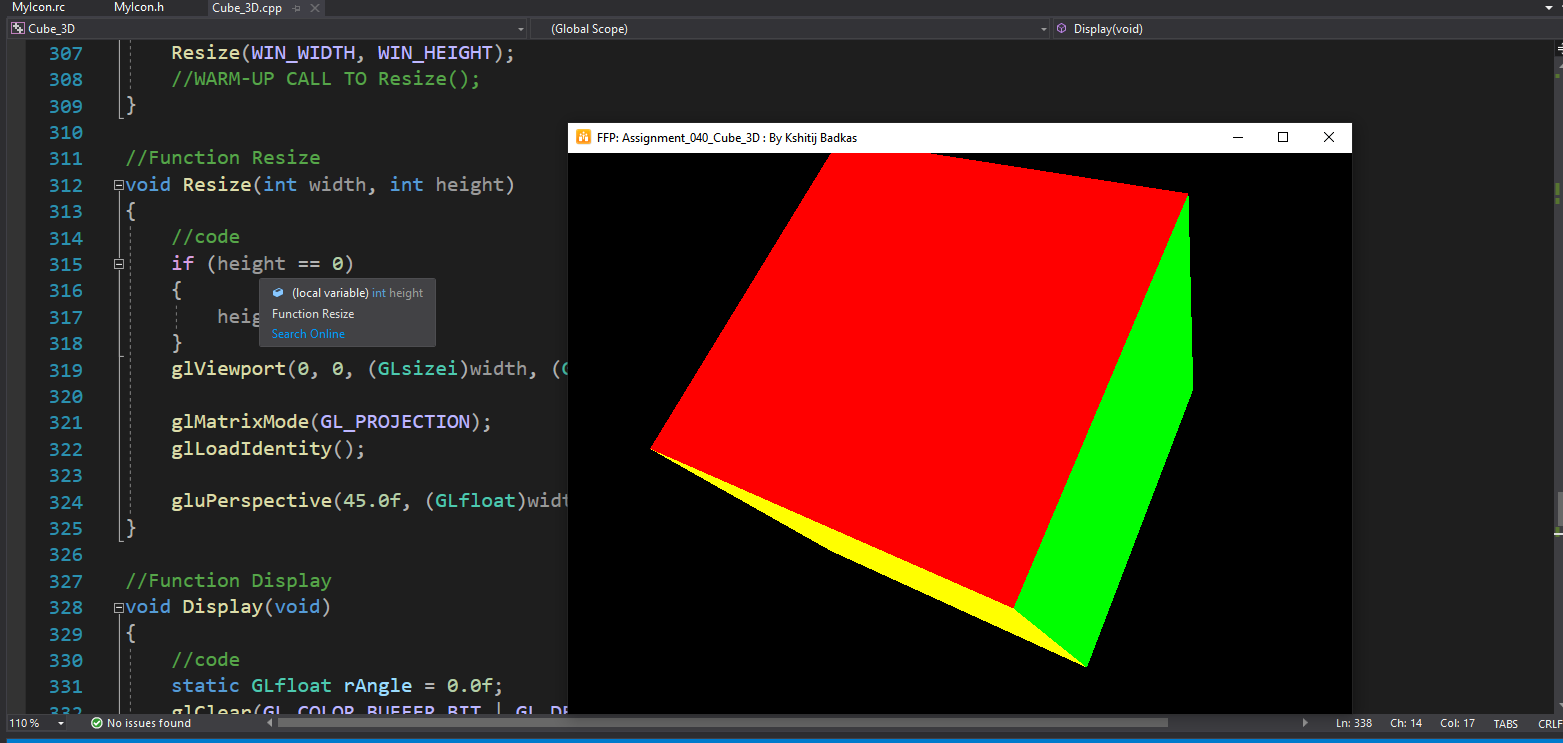 MyIcon.rc MyIcon.h Cube_3D.cpp
Cube_3D (Global Scope) Display(void)
307 Resize(WIN_WIDTH, WIN_HEIGHT);
308 //WARM-UP CALL TO Resize();
309 }
310
311 //Function Resize
312 void Resize(int width, int height)
313 {
314 //code
315 if (height == 0)
316 {
317 heig
318 }
319 glViewport(0, 0, (GLsizei)width, (G
320
321 glMatrixMode(GL_PROJECTION);
322 glLoadIdentity();
323
324 gluPerspective(45.0f, (GLfloat)widt
325 }
326
327 //Function Display
328 void Display(void)
329 {
330 //code
331 static GLfloat rAngle = 0.0f;
332 glClear(GL_COLOR_BUFFER_BIT | GL_DE
(local variable) int height
Function Resize
Search Online
FFP: Assignment_040_Cube_3D : By Kshitij Badkas
110 % No issues found Ln: 338 Ch: 14 Col: 17 TABS CRLF